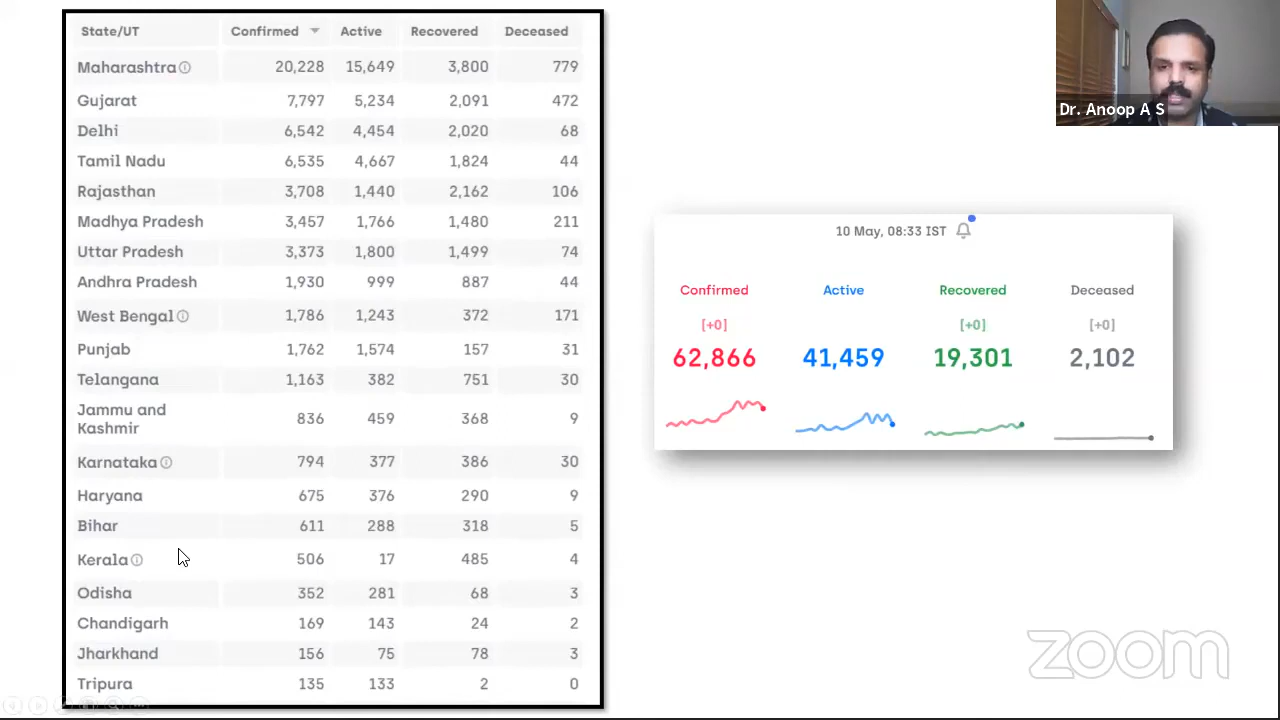 State/UT Confirmed Active Recovered Deceased
Maharashtra 20,228 15,649 3,800 779
Gujarat 7,797 5,234 2,091 472
Delhi 6,542 4,454 2,020 68
Tamil Nadu 6,535 4,667 1,824 44
Rajasthan 3,708 1,440 2,162 106
Madhya Pradesh 3,457 1,766 1,480 211
Uttar Pradesh 3,373 1,800 1,499 74
Andhra Pradesh 1,930 999 887 44
West Bengal 1,786 1,243 372 171
Punjab 1,762 1,574 157 31
Telangana 1,163 382 751 30
Jammu and
Kashmir 836 459 368 9
Karnataka 794 377 386 30
Haryana 675 376 290 9
Bihar 611 288 318 5
Kerala 506 17 485 4
Odisha 352 281 68 3
Chandigarh 169 143 24 2
Jharkhand 156 75 78 3
Tripura 135 133 2 0
Dr. Anoop A S
10 May, 08:33 IST
Confirmed Active Recovered Deceased
[+0] [+0] [+0]
62,866 41,459 19,301 2,102
zoom